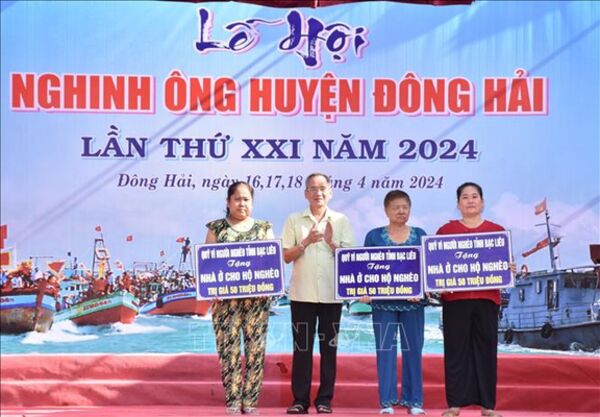 Lễ Hội
NGHINH ÔNG HUYỆN ĐÔNG HẢI
LẦN THỨ XXI NĂM 2024
Đông Hải, ngày 16,17,18 tháng 4 năm 2024
QUỸ VÌ NGƯỜI NGHÈO TỈNH BẠC LIÊU
Tặng
NHÀ Ở CHO HỘ NGHÈO
TRỊ GIÁ 50 TRIỆU ĐỒNG
QUỸ VÌ NGƯỜI NGHÈO TỈNH BẠC LIÊU
Tặng
NHÀ Ở CHO HỘ NGHÈO
TRỊ GIÁ 50 TRIỆU ĐỒNG
QUỸ VÌ NGƯỜI NGHÈO TỈNH BẠC LIÊU
Tặng
NHÀ Ở CHO HỘ NGHÈO
TRỊ GIÁ 50 TRIỆU ĐỒNG